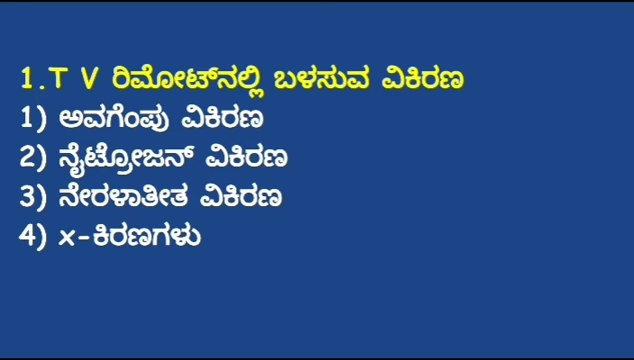 1.T V ರಿಮೋಟ್‌ನಲ್ಲಿ ಬಳಸುವ ವಿಕಿರಣ
1) ಅವಗೆಂಪು ವಿಕಿರಣ
2) ನೈಟ್ರೋಜನ್ ವಿಕಿರಣ
3) ನೇರಳಾತೀತ ವಿಕಿರಣ
4) x-ಕಿರಣಗಳು